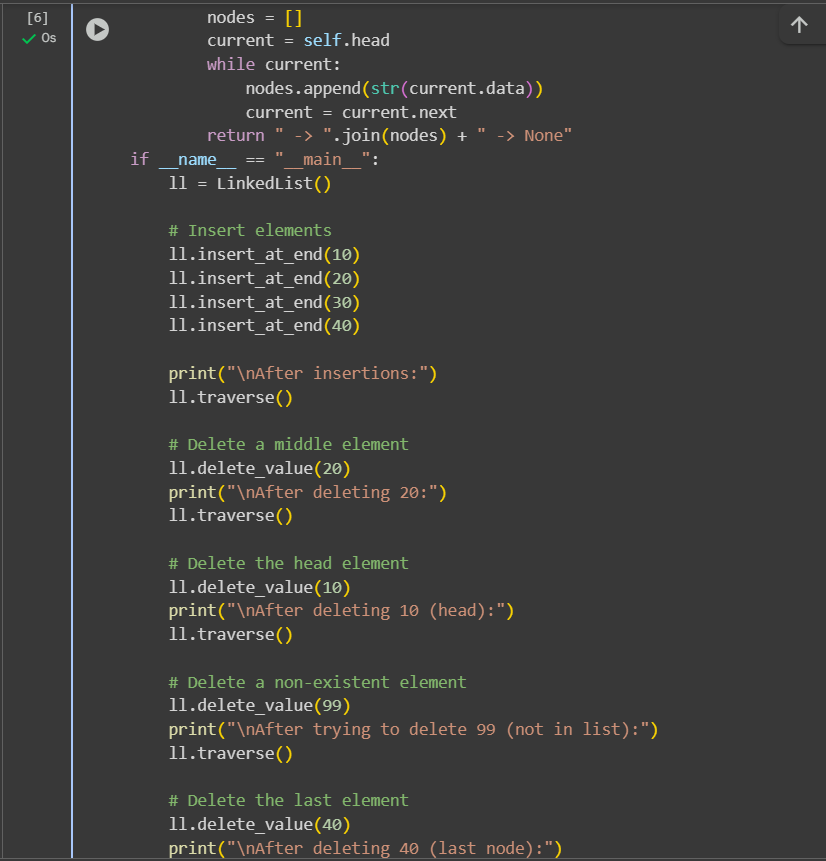 [6]
0s
nodes = []
current = self.head
while current:
nodes.append(str(current.data))
current = current.next
return " -> ".join(nodes) + " -> None"
if __name__ == "__main__":
ll = LinkedList()
# Insert elements
ll.insert_at_end(10)
ll.insert_at_end(20)
ll.insert_at_end(30)
ll.insert_at_end(40)
print("\nAfter insertions:")
ll.traverse()
# Delete a middle element
ll.delete_value(20)
print("\nAfter deleting 20:")
ll.traverse()
# Delete the head element
ll.delete_value(10)
print("\nAfter deleting 10 (head):")
ll.traverse()
# Delete a non-existent element
ll.delete_value(99)
print("\nAfter trying to delete 99 (not in list):")
ll.traverse()
# Delete the last element
ll.delete_value(40)
print("\nAfter deleting 40 (last node):")